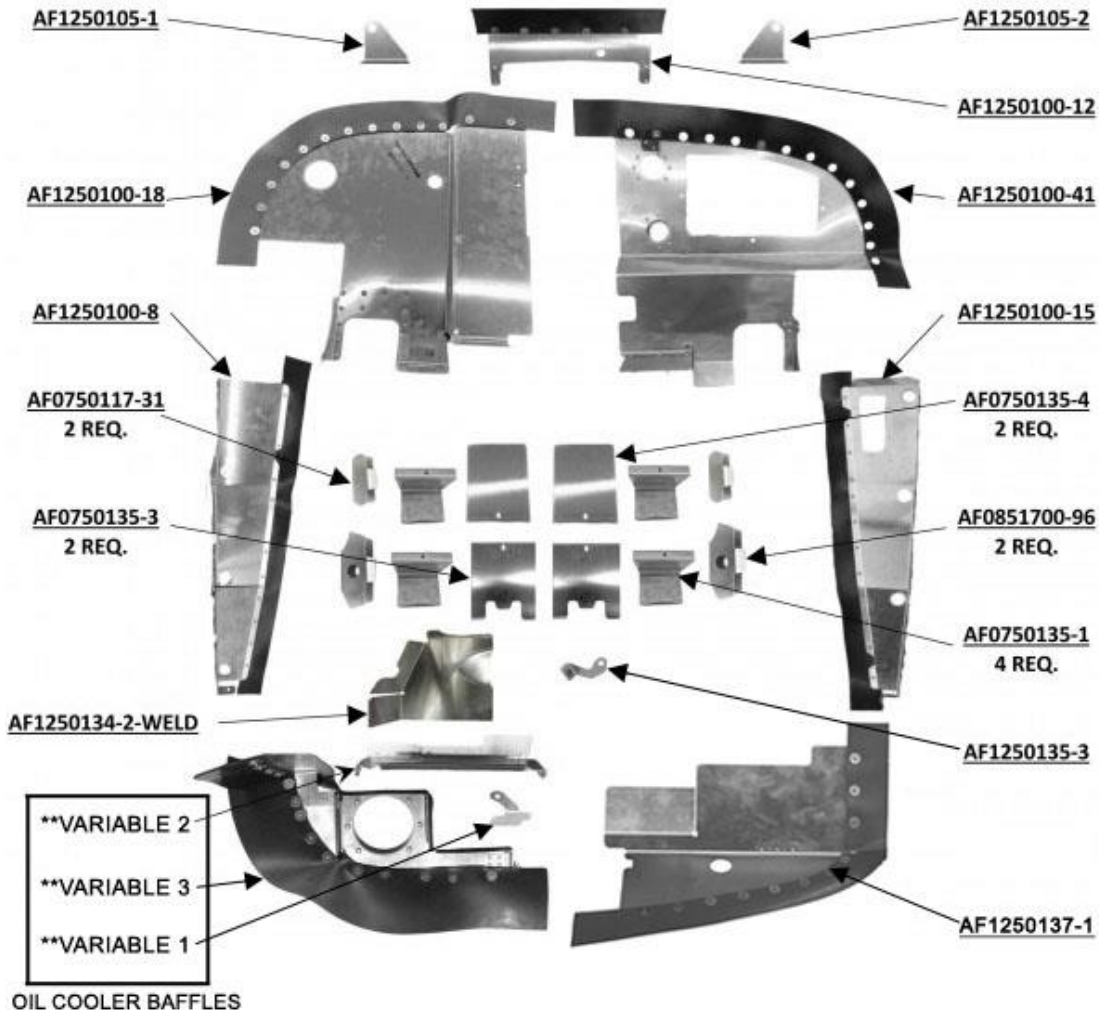 AF1250105-1
AF1250105-2
AF1250100-12
AF1250100-18
AF1250100-41
AF1250100-8
AF1250100-15
AF0750117-31
2 REQ.
AF0750135-4
2 REQ.
AF0750135-3
2 REQ.
AF0851700-96
2 REQ.
AF0750135-1
4 REQ.
AF1250134-2-WELD
AF1250135-3
**VARIABLE 2
**VARIABLE 3
**VARIABLE 1
AF1250137-1
OIL COOLER BAFFLES